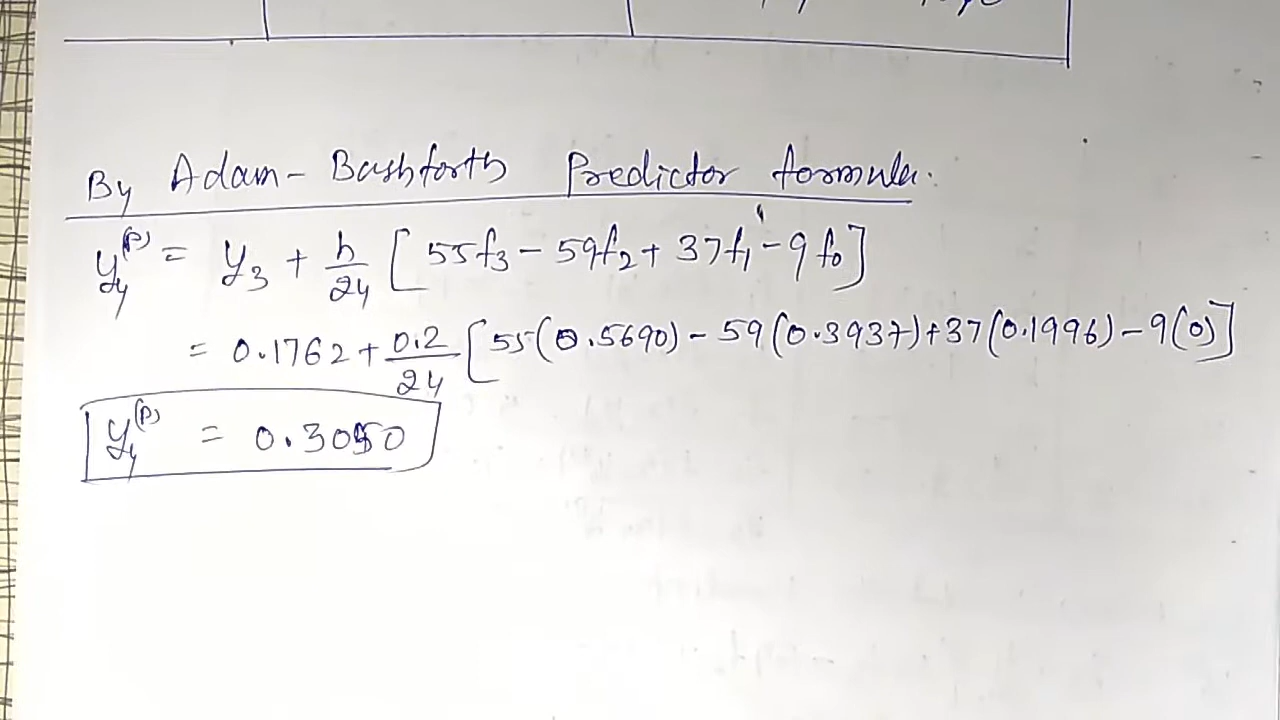 By Adam-Bashforth Predictor formula.
y₄⁽ᵖ⁾ = y₃ + h/24 [55f₃ - 59f₂ + 37f₁ - 9f₀]
= 0.1762 + 0.2/24 [55(0.5690) - 59(0.3937) + 37(0.1996) - 9(0)]
y₄⁽ᵖ⁾ = 0.3050